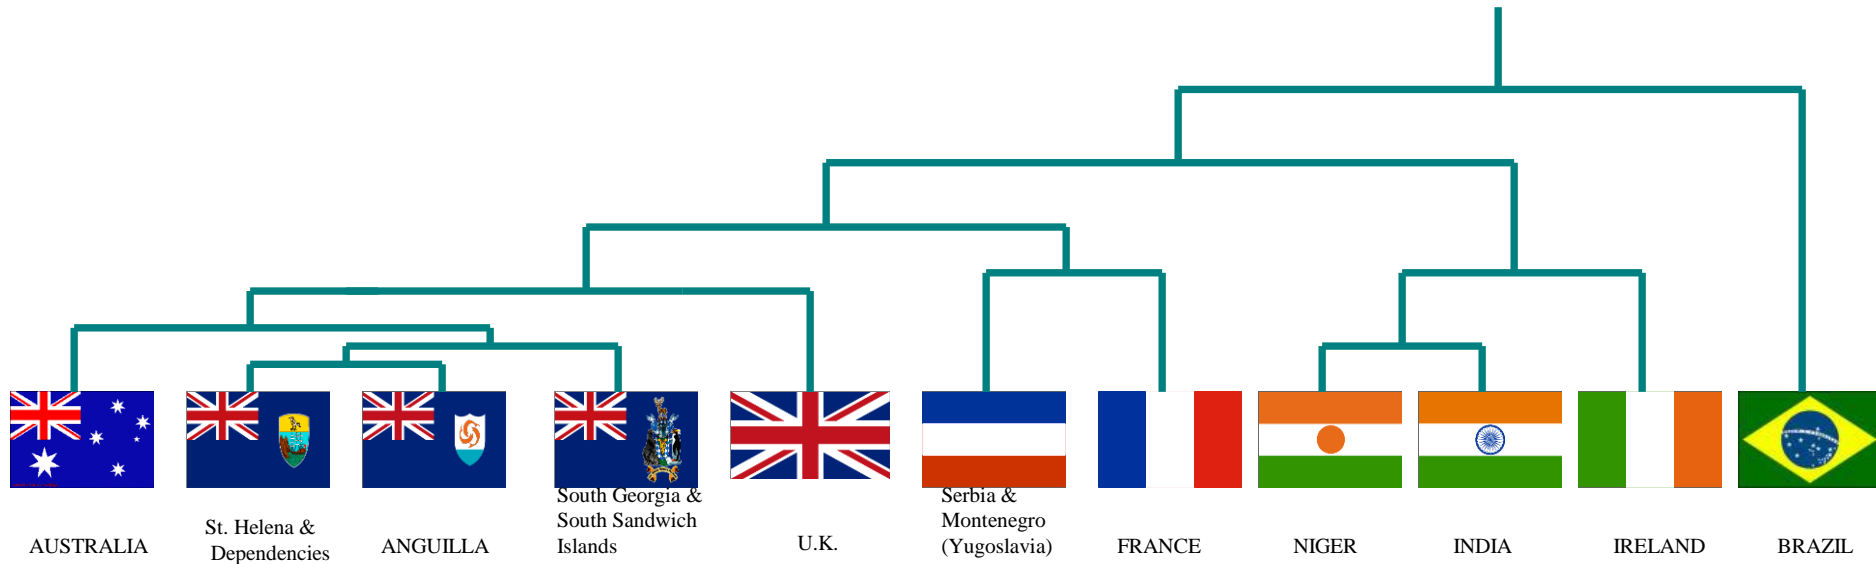 AUSTRALIA
St. Helena &
Dependencies
ANGUILLA
South Georgia &
South Sandwich
Islands
U.K.
Serbia &
Montenegro
(Yugoslavia)
FRANCE
NIGER
INDIA
IRELAND
BRAZIL